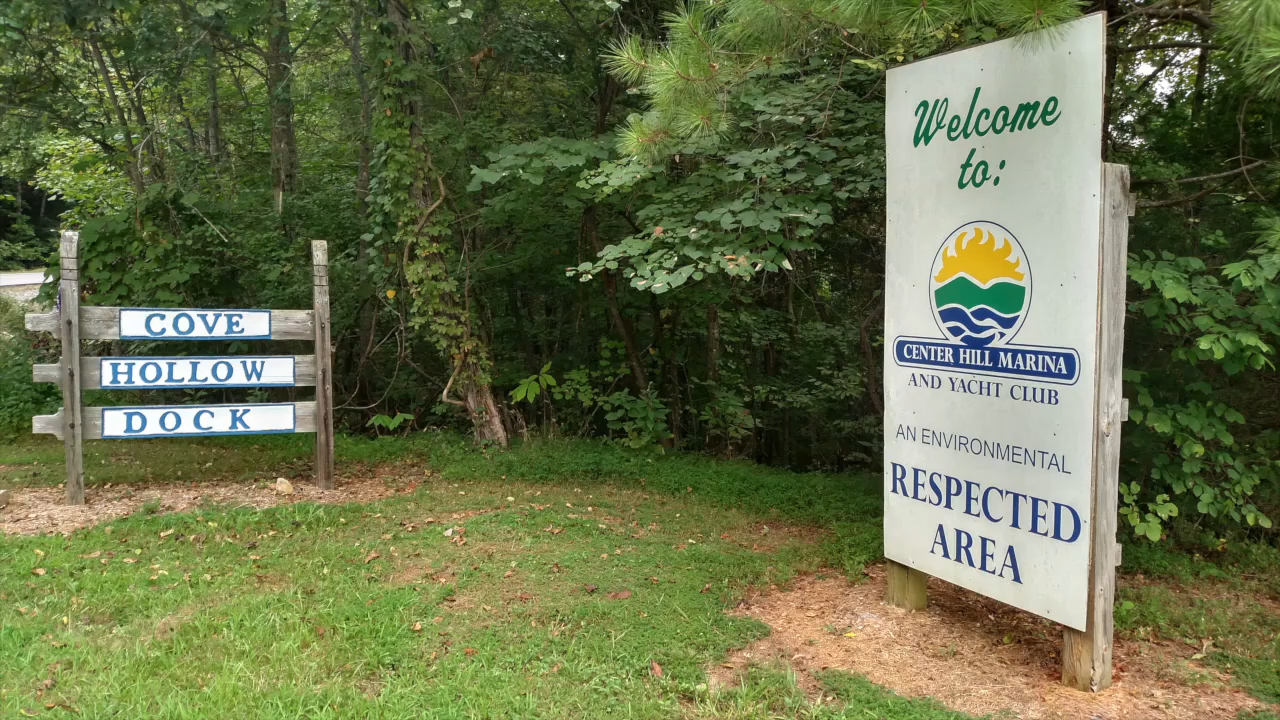 COVE
HOLLOW
DOCK
Welcome
to:
CENTER HILL MARINA
AND YACHT CLUB
AN ENVIRONMENTAL
RESPECTED
AREA